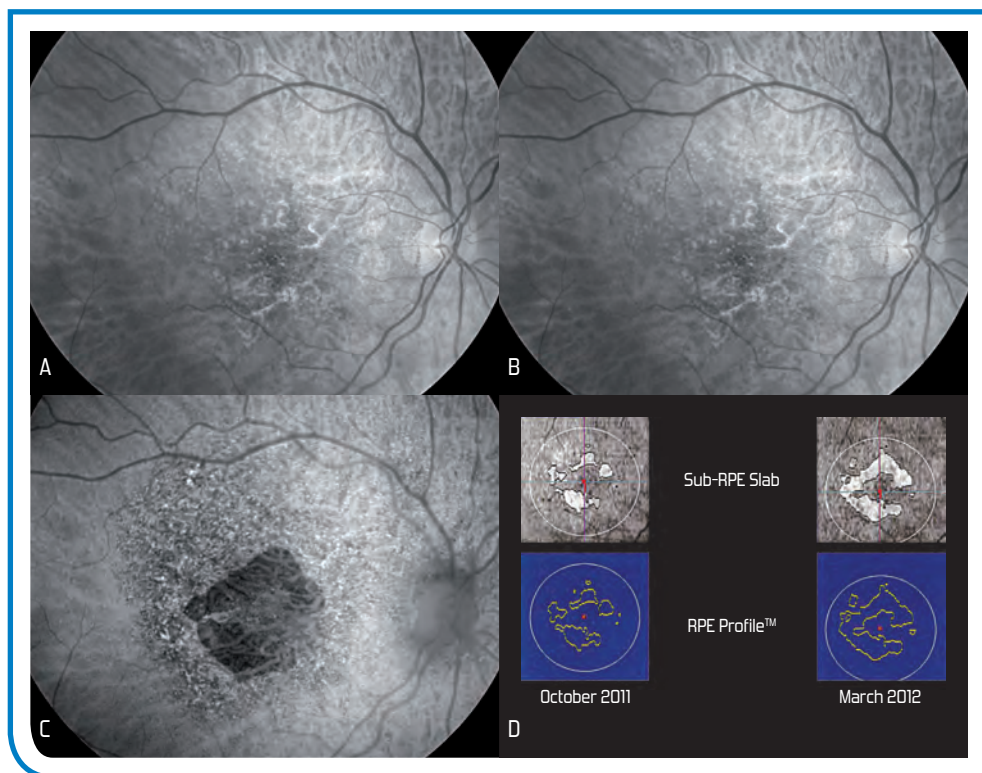 A
B
C
Sub-RPE Slab
RPE Profile™
October 2011
March 2012
D